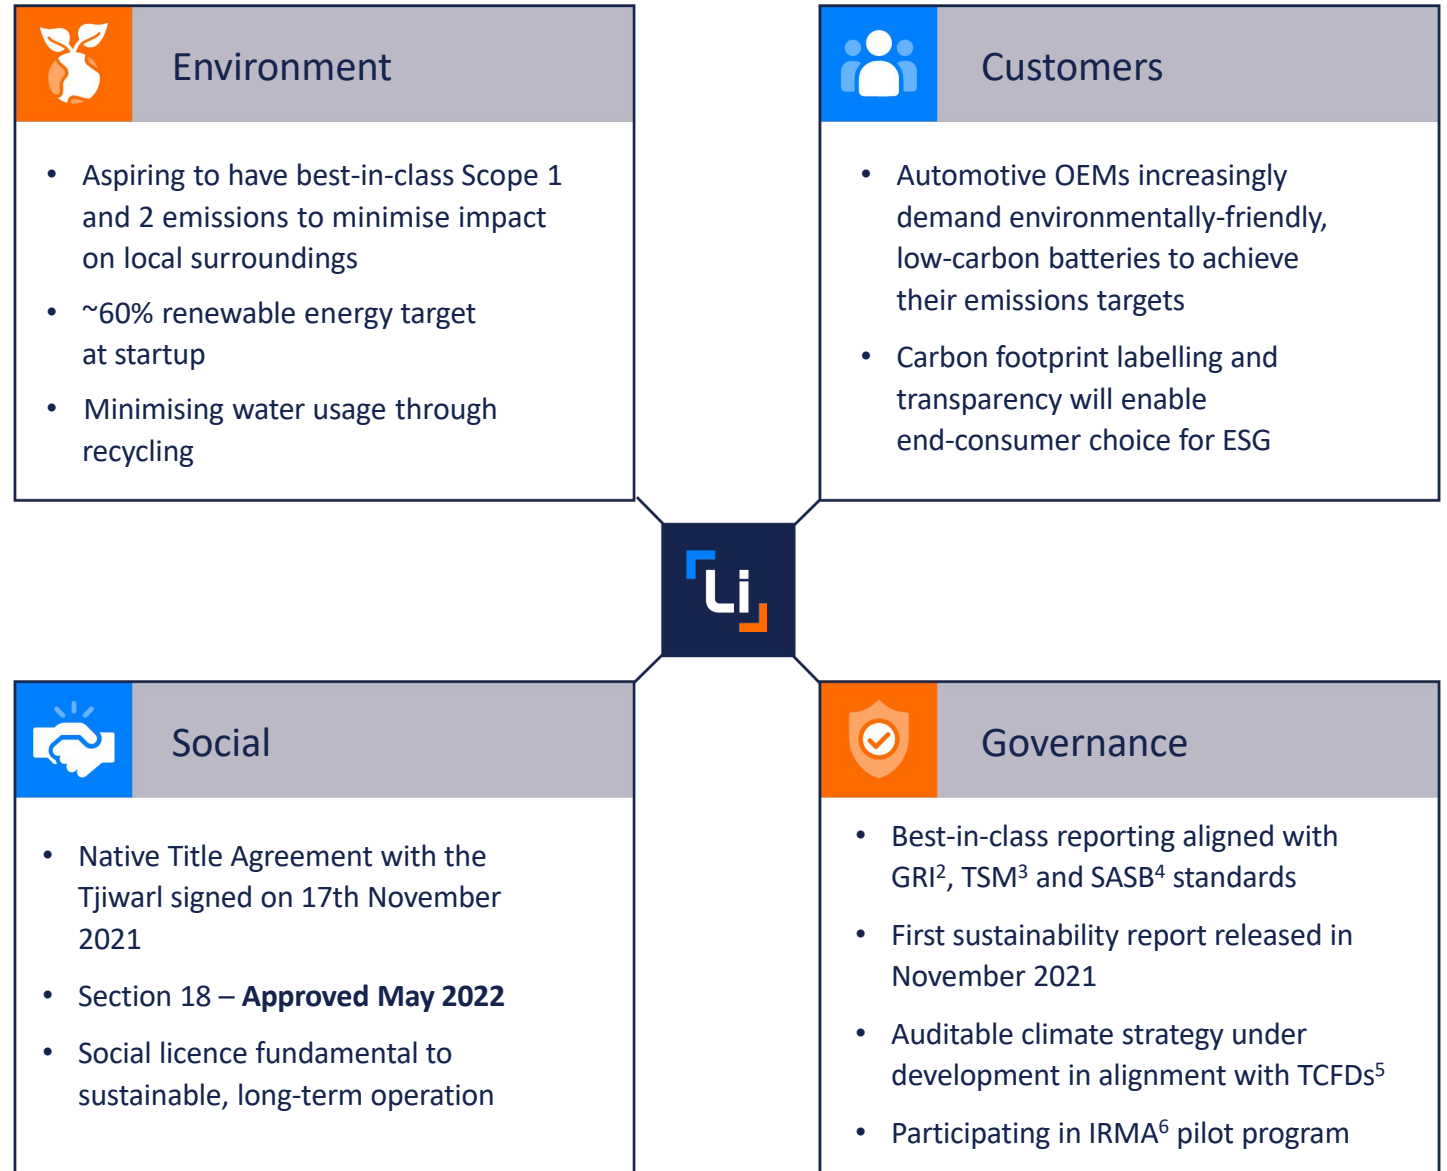 Environment
• Aspiring to have best-in-class Scope 1
and 2 emissions to minimise impact
on local surroundings
• ~60% renewable energy target
at startup
• Minimising water usage through
recycling
Customers
• Automotive OEMs increasingly
demand environmentally-friendly,
low-carbon batteries to achieve
their emissions targets
• Carbon footprint labelling and
transparency will enable
end-consumer choice for ESG
Li
Social
• Native Title Agreement with the
Tjiwarl signed on 17th November
2021
• Section 18 – Approved May 2022
• Social licence fundamental to
sustainable, long-term operation
Governance
• Best-in-class reporting aligned with
GRI², TSM³ and SASB⁴ standards
• First sustainability report released in
November 2021
• Auditable climate strategy under
development in alignment with TCFDs⁵
• Participating in IRMA⁶ pilot program